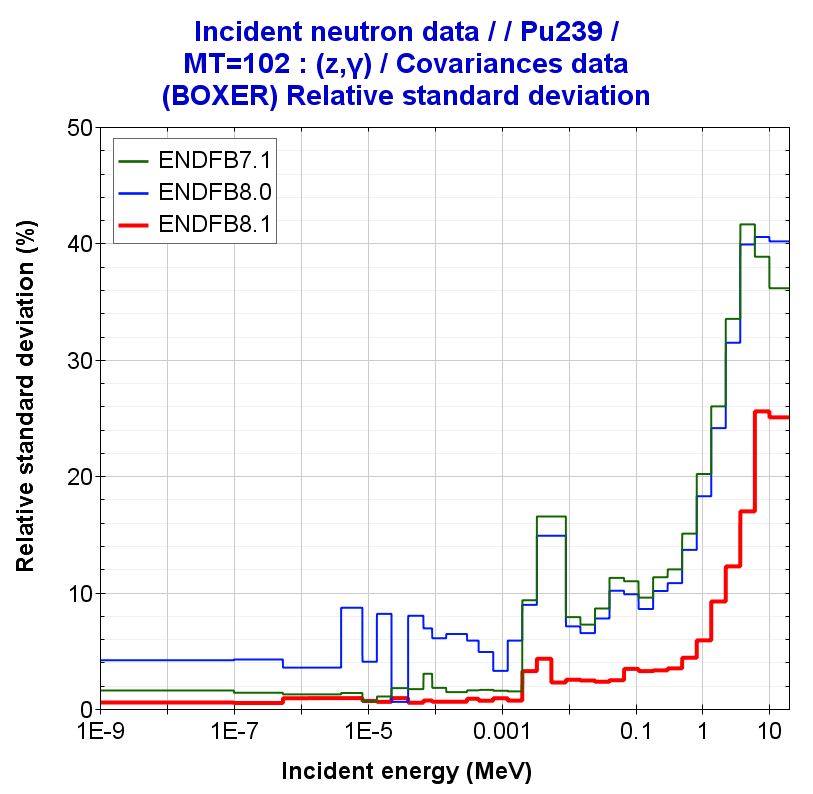 Incident neutron data / / Pu239 /
MT=102 : (z,γ) / Covariances data
(BOXER) Relative standard deviation
50
ENDFB7.1
ENDFB8.0
ENDFB8.1
40
30
20
10
0
Relative standard deviation (%)
1E-9 1E-7 1E-5 0.001 0.1 1 10
Incident energy (MeV)